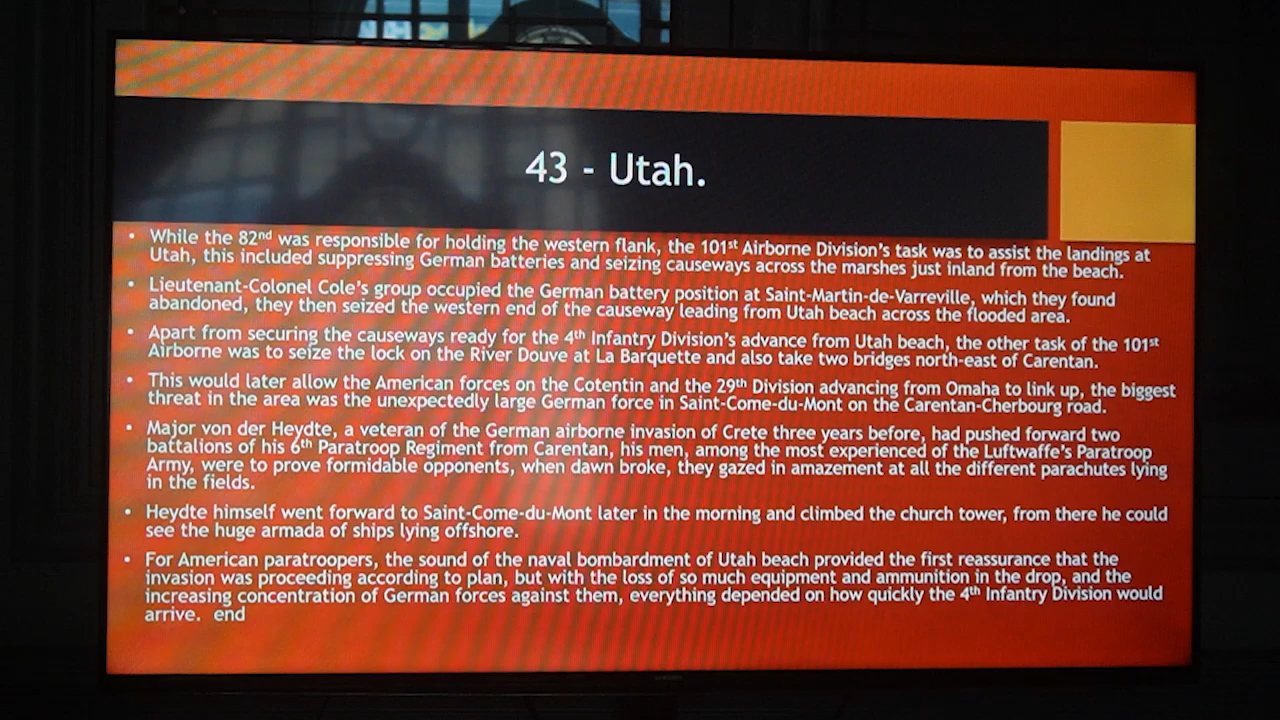 43 - Utah.
• While the 82nd was responsible for holding the western flank, the 101st Airborne Division's task was to assist the landings at
Utah, this included suppressing German batteries and seizing causeways across the marshes just inland from the beach.
• Lieutenant-Colonel Cole's group occupied the German battery position at Saint-Martin-de-Varreville, which they found
abandoned, they then seized the western end of the causeway leading from Utah beach across the flooded area.
• Apart from securing the causeways ready for the 4th Infantry Division's advance from Utah beach, the other task of the 101st
Airborne was to seize the lock on the River Douve at La Barquette and also take two bridges north-east of Carentan.
• This would later allow the American forces on the Cotentin and the 29th Division advancing from Omaha to link up, the biggest
threat in the area was the unexpectedly large German force in Saint-Come-du-Mont on the Carentan-Cherbourg road.
• Major von der Heydte, a veteran of the German airborne invasion of Crete three years before, had pushed forward two
battalions of his 6th Paratroop Regiment from Carentan, his men, among the most experienced of the Luftwaffe's Paratroop
Army, were to prove formidable opponents, when dawn broke, they gazed in amazement at all the different parachutes lying
in the fields.
• Heydte himself went forward to Saint-Come-du-Mont later in the morning and climbed the church tower, from there he could
see the huge armada of ships lying offshore.
• For American paratroopers, the sound of the naval bombardment of Utah beach provided the first reassurance that the
invasion was proceeding according to plan, but with the loss of so much equipment and ammunition in the drop, and the
increasing concentration of German forces against them, everything depended on how quickly the 4th Infantry Division would
arrive. end